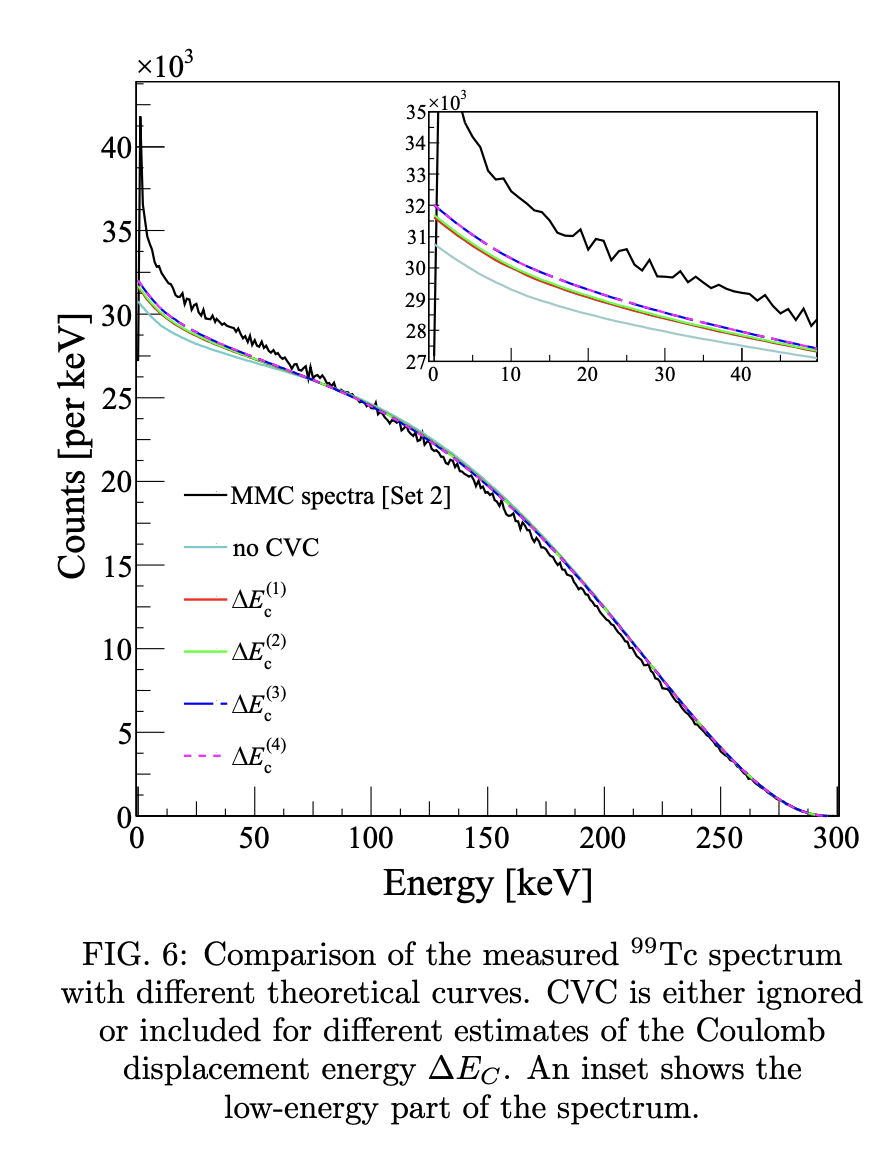 ×10³
40
35
30
25
20
15
10
5
0
Counts [per keV]
35 ×10³
34
33
32
31
30
29
28
27
0 10 20 30 40
MMC spectra [Set 2]
no CVC
ΔE_c^(1)
ΔE_c^(2)
ΔE_c^(3)
ΔE_c^(4)
0 50 100 150 200 250 300
Energy [keV]
FIG. 6: Comparison of the measured ⁹⁹Tc spectrum
with different theoretical curves. CVC is either ignored
or included for different estimates of the Coulomb
displacement energy ΔE_C. An inset shows the
low-energy part of the spectrum.